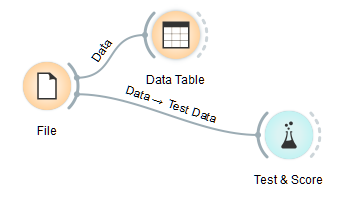 Data
Data Table
Data → Test Data
File
Test & Score